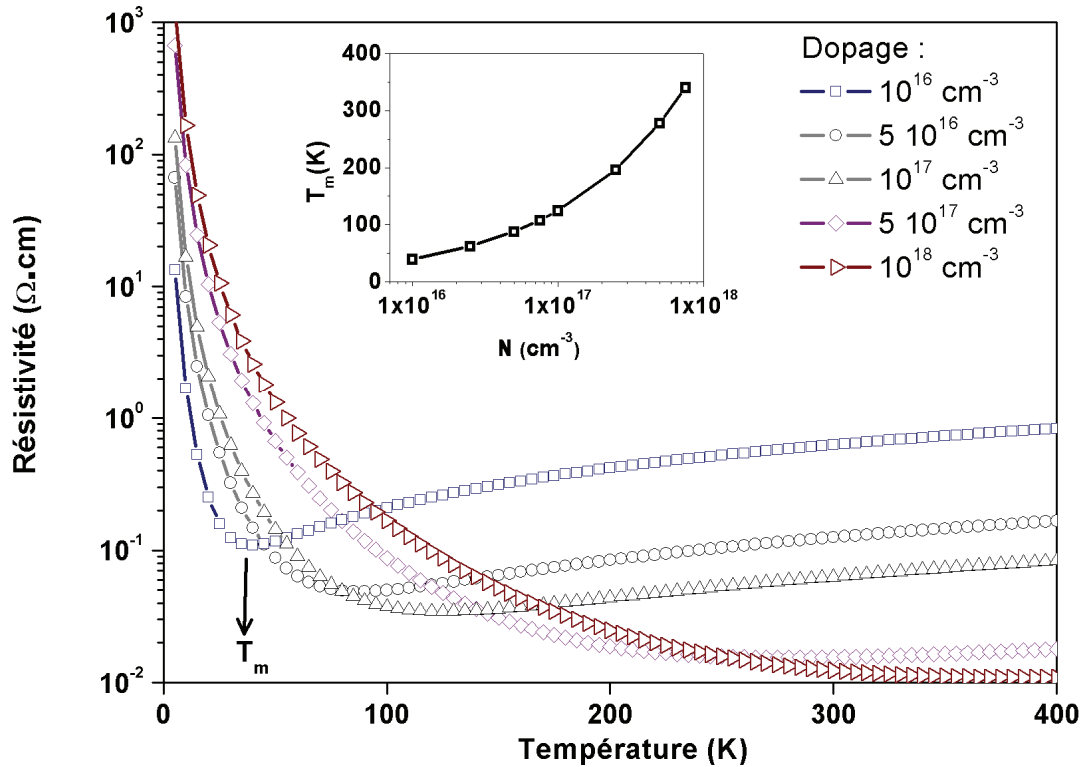 Résistivité (Ω.cm)
10³
10²
10¹
10⁰
10⁻¹
10⁻²
0
100
200
300
400
Température (K)
T_m
T_m(K)
400
300
200
100
0
1x10¹⁶
1x10¹⁷
1x10¹⁸
N (cm⁻³)
Dopage :
10¹⁶ cm⁻³
5 10¹⁶ cm⁻³
10¹⁷ cm⁻³
5 10¹⁷ cm⁻³
10¹⁸ cm⁻³